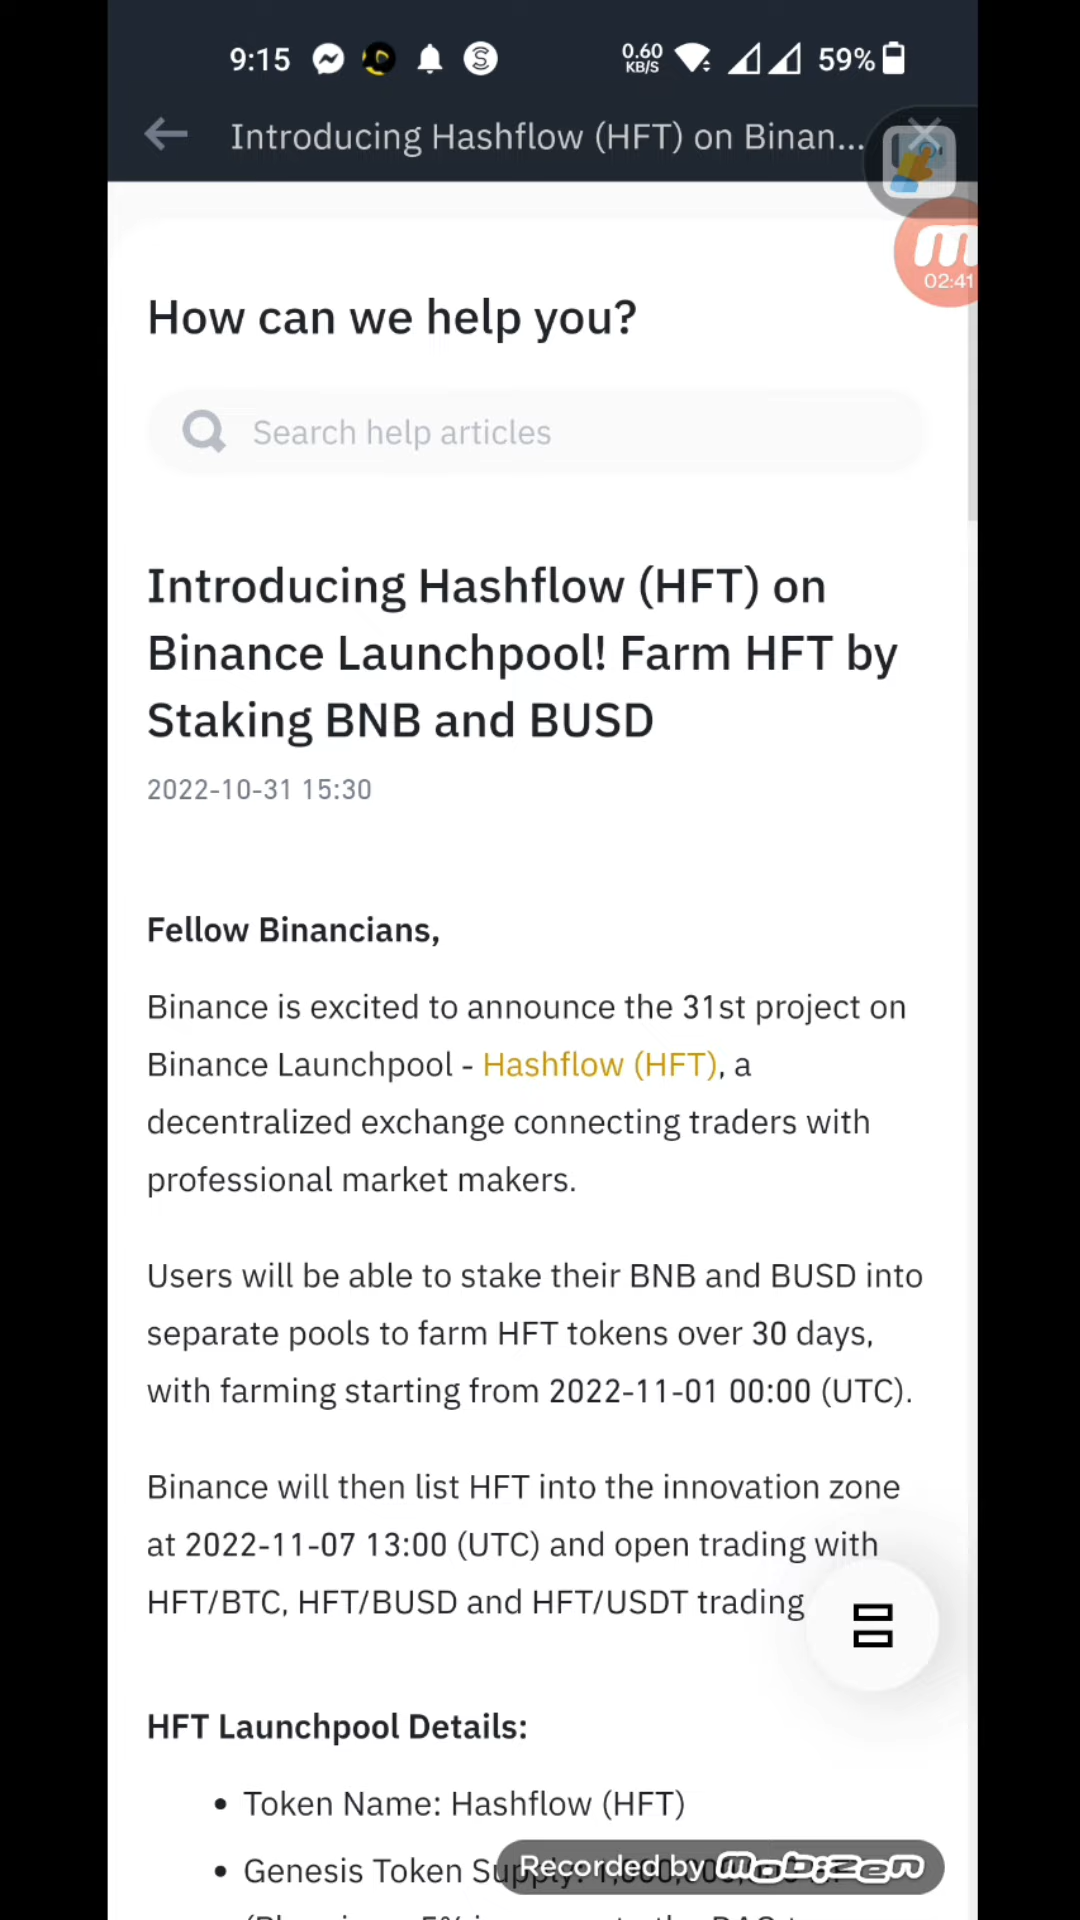 9:15
0.60
KB/S
59%
Introducing Hashflow (HFT) on Binan...
02:41
How can we help you?
Search help articles
Introducing Hashflow (HFT) on
Binance Launchpool! Farm HFT by
Staking BNB and BUSD
2022-10-31 15:30
Fellow Binancians,
Binance is excited to announce the 31st project on
Binance Launchpool - Hashflow (HFT), a
decentralized exchange connecting traders with
professional market makers.
Users will be able to stake their BNB and BUSD into
separate pools to farm HFT tokens over 30 days,
with farming starting from 2022-11-01 00:00 (UTC).
Binance will then list HFT into the innovation zone
at 2022-11-07 13:00 (UTC) and open trading with
HFT/BTC, HFT/BUSD and HFT/USDT trading
HFT Launchpool Details:
• Token Name: Hashflow (HFT)
• Genesis Token Supply:
Recorded by Mobizen